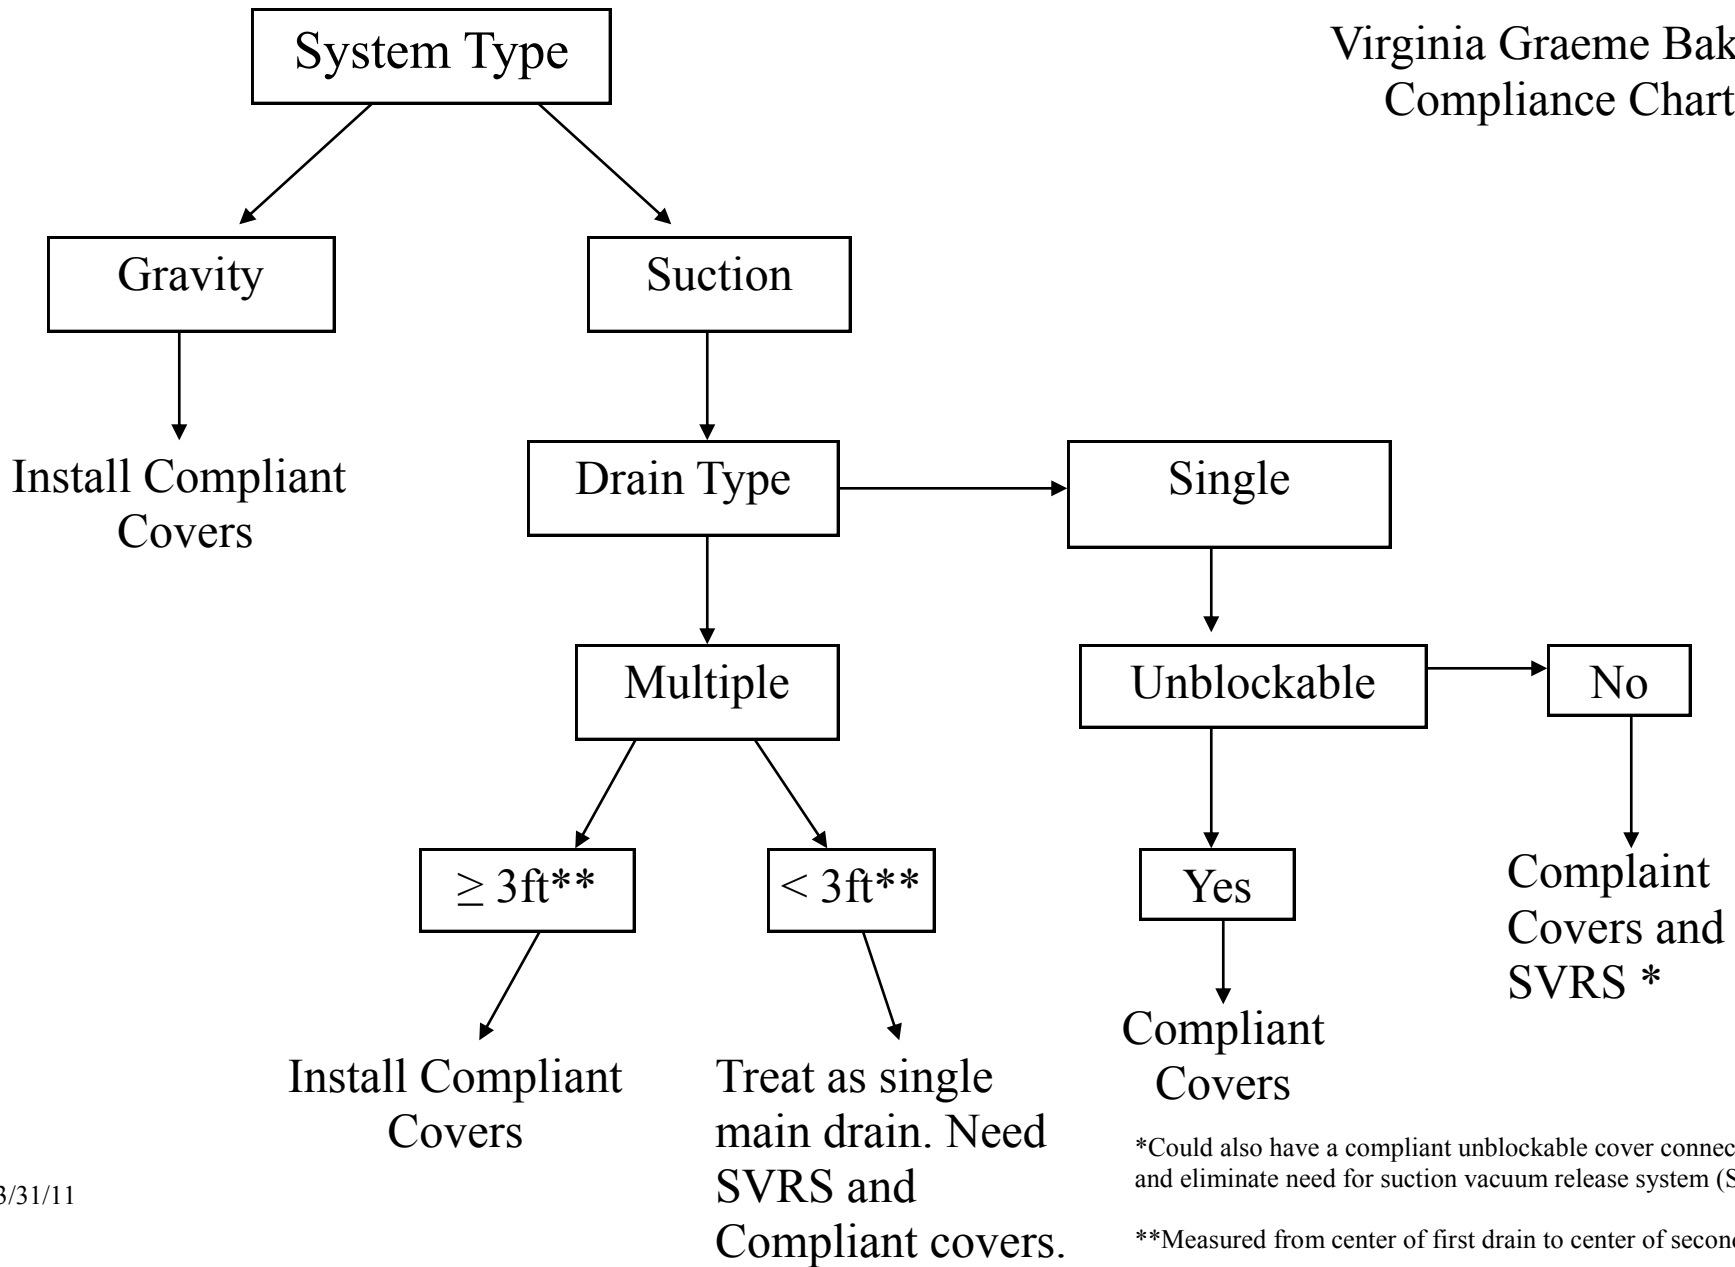 System Type
Virginia Graeme Bak
Compliance Chart
Gravity
Suction
Install Compliant
Covers
Drain Type
Single
Multiple
Unblockable
No
≥ 3ft**
< 3ft**
Yes
Complaint
Covers and
SVRS *
Install Compliant
Covers
Treat as single
main drain. Need
SVRS and
Compliant covers.
Compliant
Covers
*Could also have a compliant unblockable cover connec
and eliminate need for suction vacuum release system (S
**Measured from center of first drain to center of second
3/31/11